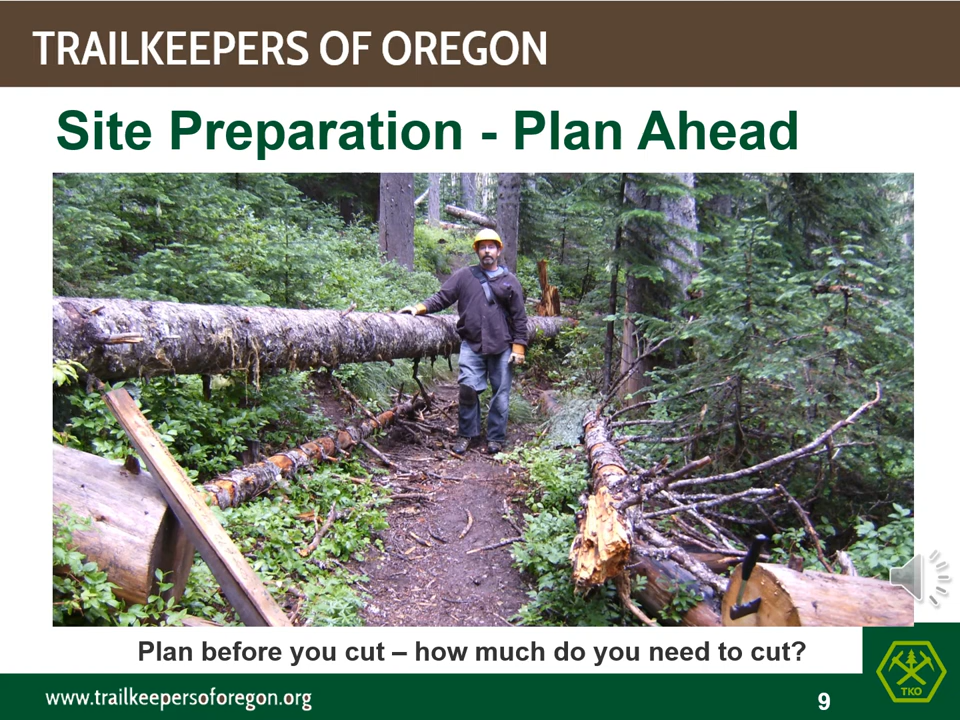 TRAILKEEPERS OF OREGON
Site Preparation - Plan Ahead
Plan before you cut – how much do you need to cut?
TKO
www.trailkeepersoforegon.org
9